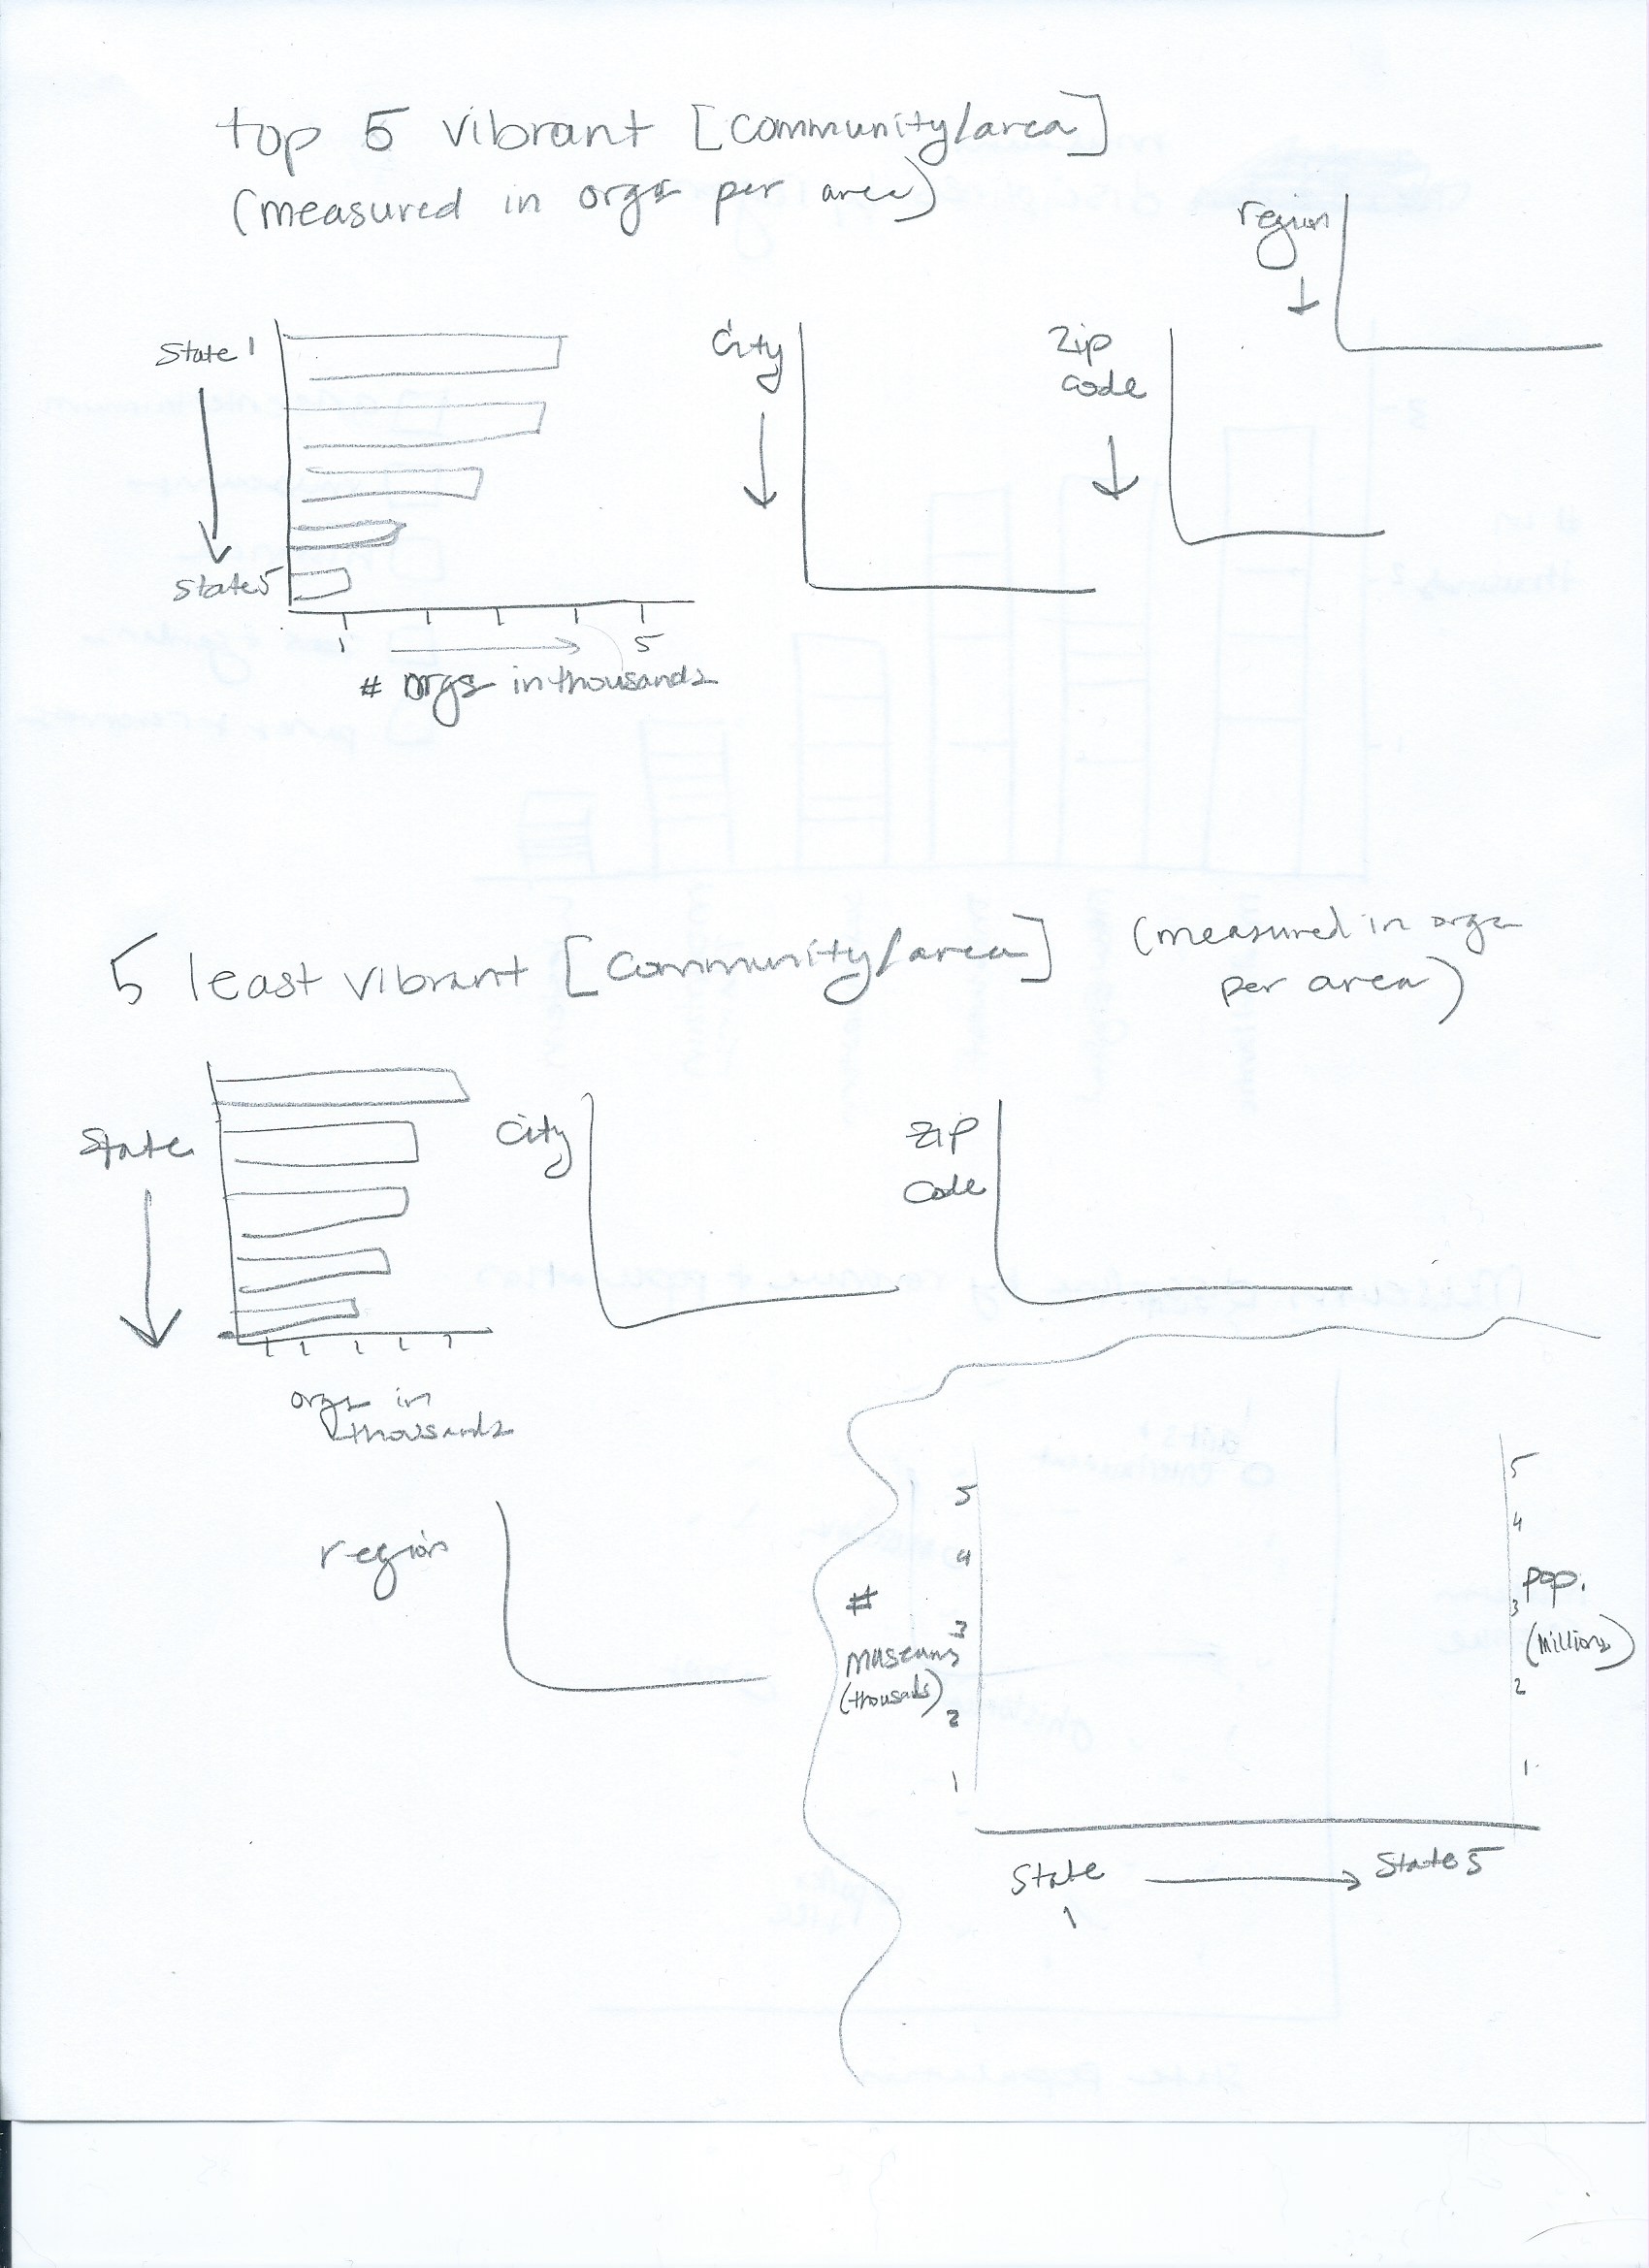 top 5 vibrant [community/area]
(measured in orgs per area)
region
State 1
City
Zip
code
State 5
1
5
# orgs in thousands
5 least vibrant [community/area]
(measured in orgs
per area)
State
City
Zip
Code
orgs in
thousands
region
#
museums
(thousands)
5
4
3
2
1
5
4
3
2
1
pop.
(millions)
State
1
State 5